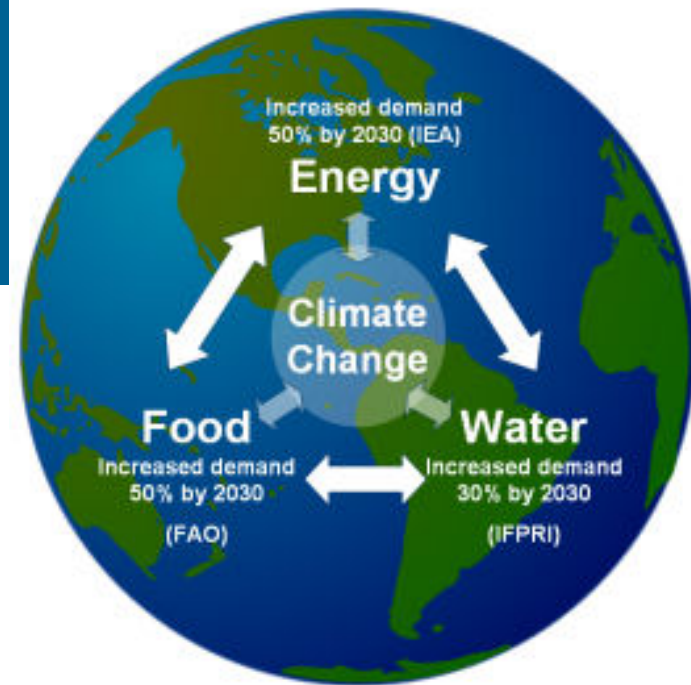 Increased demand
50% by 2030 (IEA)
Energy
Climate
Change
Food
Increased demand
50% by 2030
(FAO)
Water
Increased demand
30% by 2030
(IFPRI)